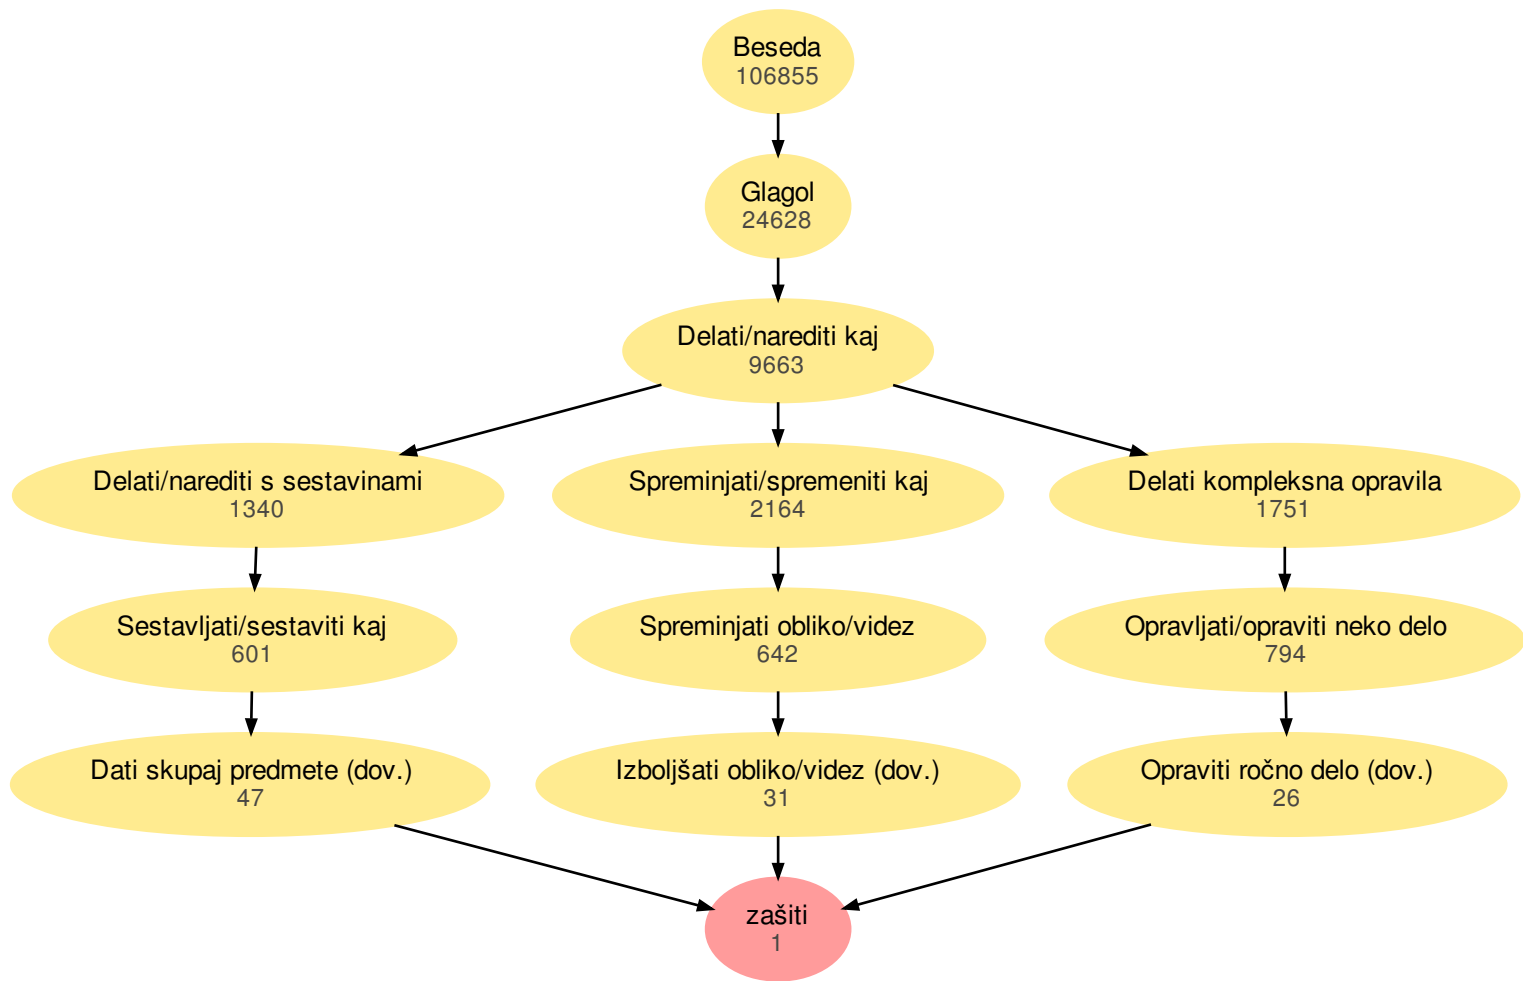 Beseda
106855
Glagol
24628
Delati/narediti kaj
9663
Delati/narediti s sestavinami
1340
Spreminjati/spremeniti kaj
2164
Delati kompleksna opravila
1751
Sestavljati/sestaviti kaj
601
Spreminjati obliko/videz
642
Opravljati/opraviti neko delo
794
Dati skupaj predmete (dov.)
47
Izboljšati obliko/videz (dov.)
31
Opraviti ročno delo (dov.)
26
zašiti
1